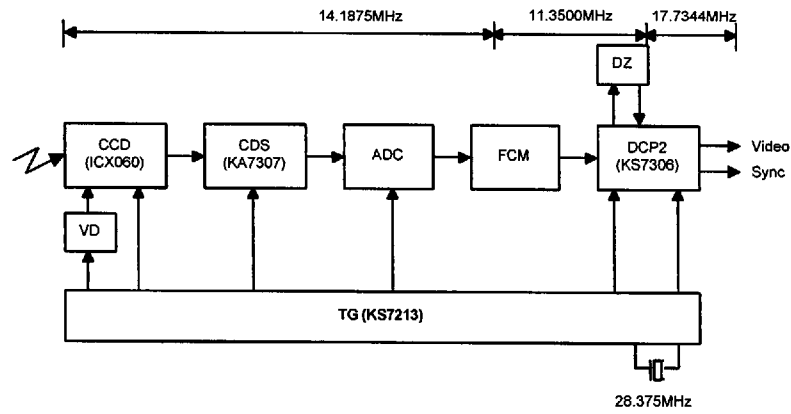 14.1875MHz 11.3500MHz 17.7344MHz
DZ
CCD
(ICX060)
CDS
(KA7307)
ADC
FCM
DCP2
(KS7306)
Video
Sync
VD
TG (KS7213)
28.375MHz